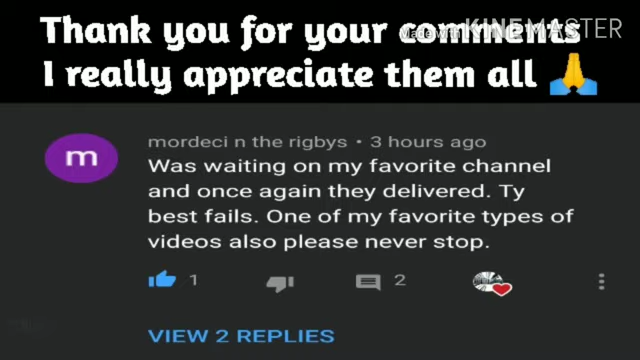 Thank you for your comments
Made with KINEMASTER
I really appreciate them all 🙏
m
mordeci n the rigbys • 3 hours ago
Was waiting on my favorite channel
and once again they delivered. Ty
best fails. One of my favorite types of
videos also please never stop.
1
2
VIEW 2 REPLIES